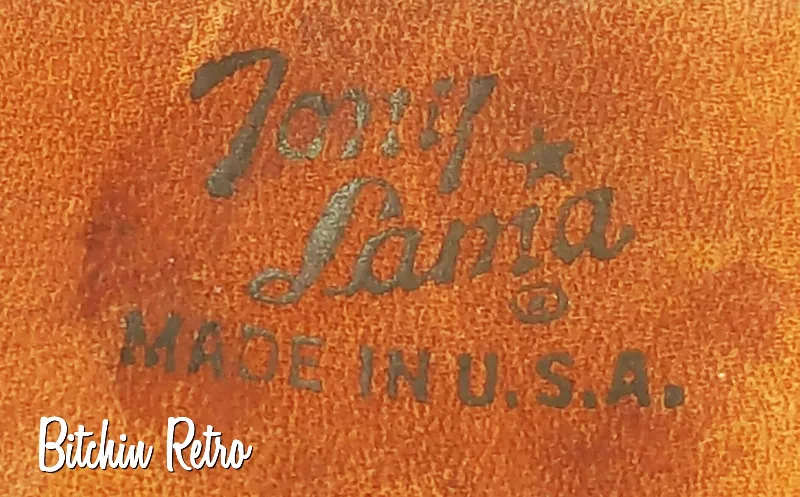 Tony
Lama
®
MADE IN U.S.A.
Bitchin Retro